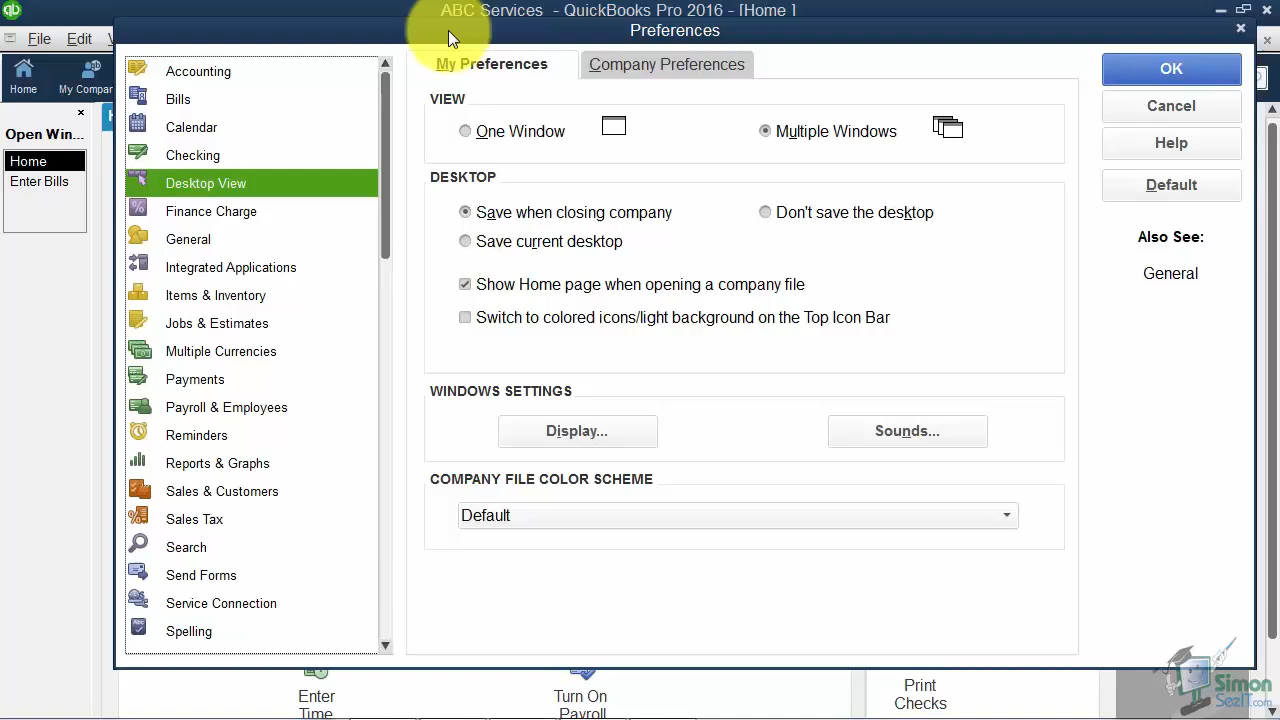 qb
ABC Services - QuickBooks Pro 2016 - [Home ]
Preferences
File Edit
Home
My Compar
Open Win...
Home
Enter Bills
Accounting
Bills
Calendar
Checking
Desktop View
Finance Charge
General
Integrated Applications
Items & Inventory
Jobs & Estimates
Multiple Currencies
Payments
Payroll & Employees
Reminders
Reports & Graphs
Sales & Customers
Sales Tax
Search
Send Forms
Service Connection
Spelling
My Preferences
Company Preferences
VIEW
One Window
Multiple Windows
DESKTOP
Save when closing company
Don't save the desktop
Save current desktop
Show Home page when opening a company file
Switch to colored icons/light background on the Top Icon Bar
WINDOWS SETTINGS
Display...
Sounds...
COMPANY FILE COLOR SCHEME
Default
OK
Cancel
Help
Default
Also See:
General
Enter
Time
Turn On
Payroll
Print
Checks
Simon
SezIT.com